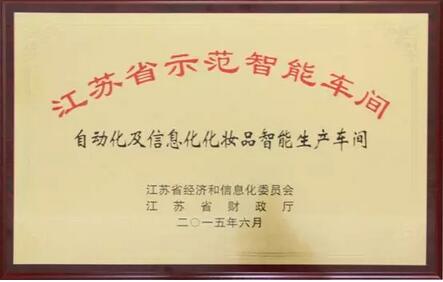 江苏省示范智能车间
自动化及信息化化妆品智能生产车间
江苏省经济和信息化委员会
江苏省财政厅
二〇一五年六月